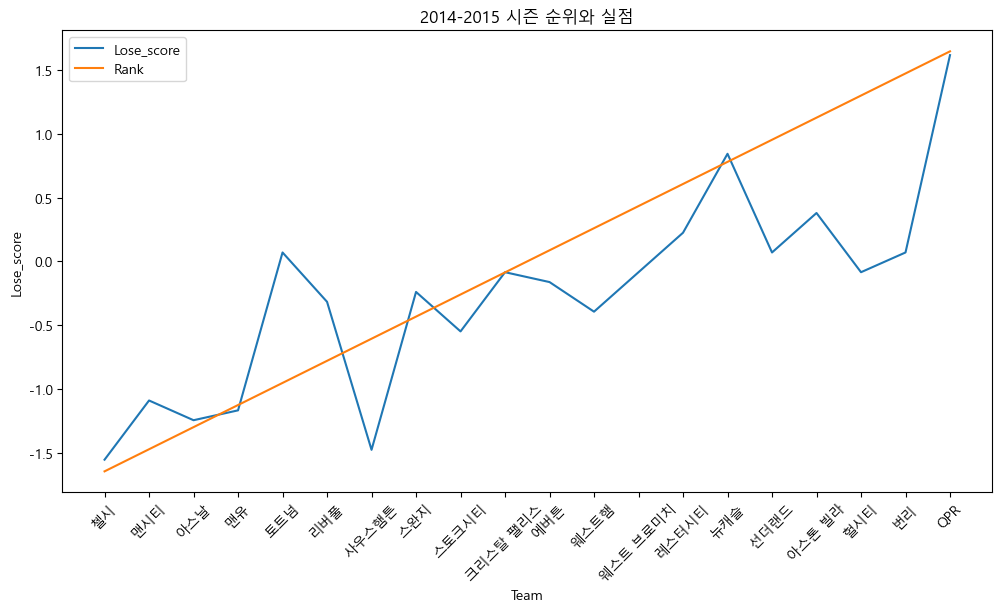 2014-2015 시즌 순위와 실점
Lose_score
Rank
Lose_score
1.5
1.0
0.5
0.0
-0.5
-1.0
-1.5
첼시
맨시티
아스날
맨유
토트넘
리버풀
사우스햄튼
스완지
스토크시티
크리스탈 팰리스
에버튼
웨스트햄
웨스트 브로미치
레스터시티
뉴캐슬
선더랜드
아스톤 빌라
헐시티
번리
QPR
Team